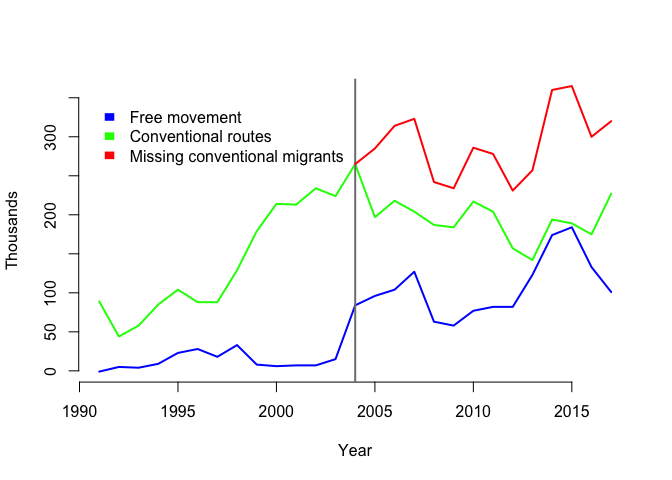 Free movement
Conventional routes
Missing conventional migrants
Thousands
300
200
100
50
0
1990 1995 2000 2005 2010 2015
Year